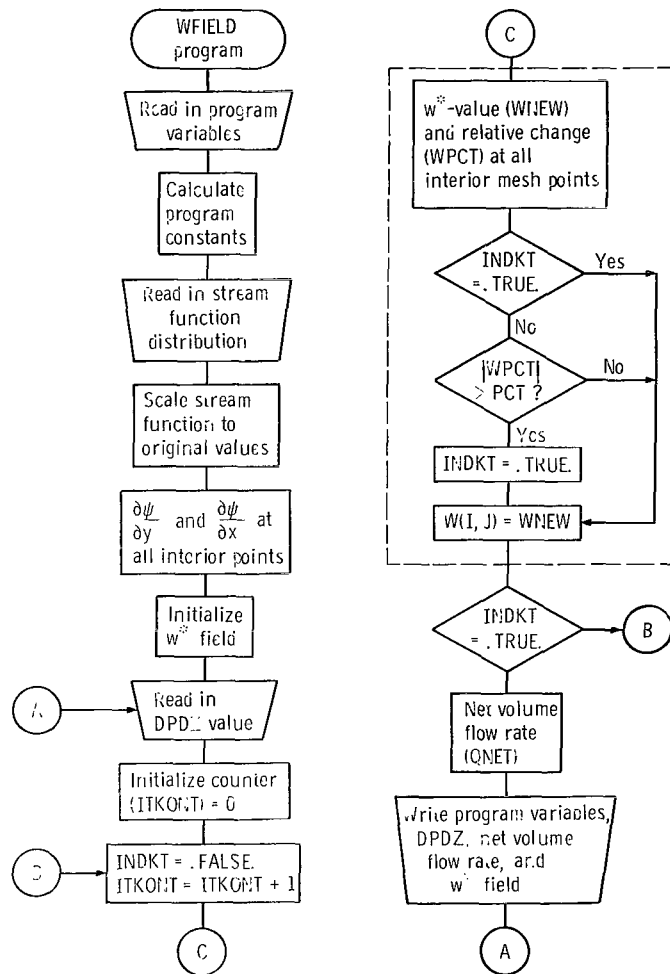 WFIELD
program
Read in program
variables
Calculate
program
constants
Read in stream
function
distribution
Scale stream
function to
original values
∂ψ/∂y and ∂ψ/∂x at
all interior points
Initialize
w* field
A
Read in
DPDZ value
Initialize counter
(ITKONT) = 0
B
INDKT = .FALSE.
ITKONT = ITKONT + 1
C
C
w*-value (WNEW)
and relative change
(WPCT) at all
interior mesh points
INDKT
= .TRUE.
Yes
No
|WPCT|
> PCT ?
No
Yes
INDKT = .TRUE.
W(I, J) = WNEW
INDKT
= .TRUE.
B
Net volume
flow rate
(QNET)
Write program variables,
DPDZ, net volume
flow rate, and
w* field
A